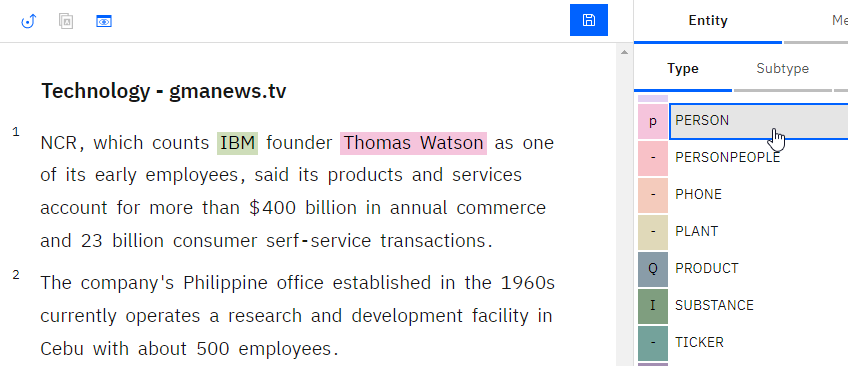 Entity Me
Type Subtype
Technology - gmanews.tv
1 NCR, which counts IBM founder Thomas Watson as one
of its early employees, said its products and services
account for more than $400 billion in annual commerce
and 23 billion consumer serf-service transactions.
2 The company's Philippine office established in the 1960s
currently operates a research and development facility in
Cebu with about 500 employees.
p PERSON
- PERSONPEOPLE
- PHONE
- PLANT
Q PRODUCT
I SUBSTANCE
- TICKER